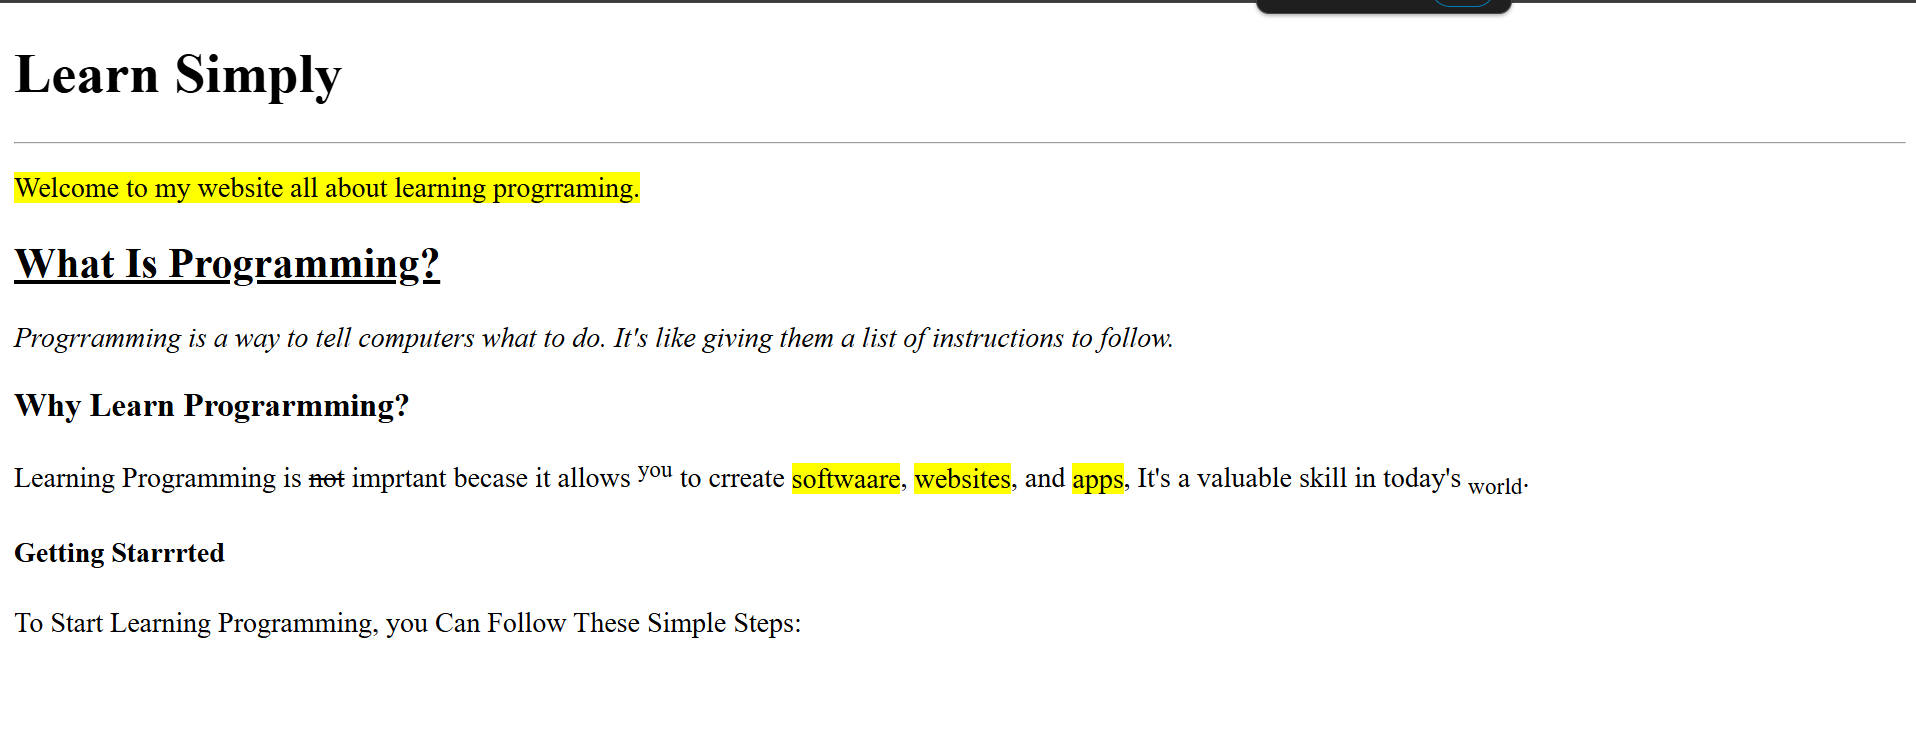 Learn Simply
Welcome to my website all about learning progrraming.
What Is Programming?
Progrramming is a way to tell computers what to do. It's like giving them a list of instructions to follow.
Why Learn Prograrmming?
Learning Programming is not imprtant becase it allows you to crreate softwaare, websites, and apps, It's a valuable skill in today's world.
Getting Starrrted
To Start Learning Programming, you Can Follow These Simple Steps: